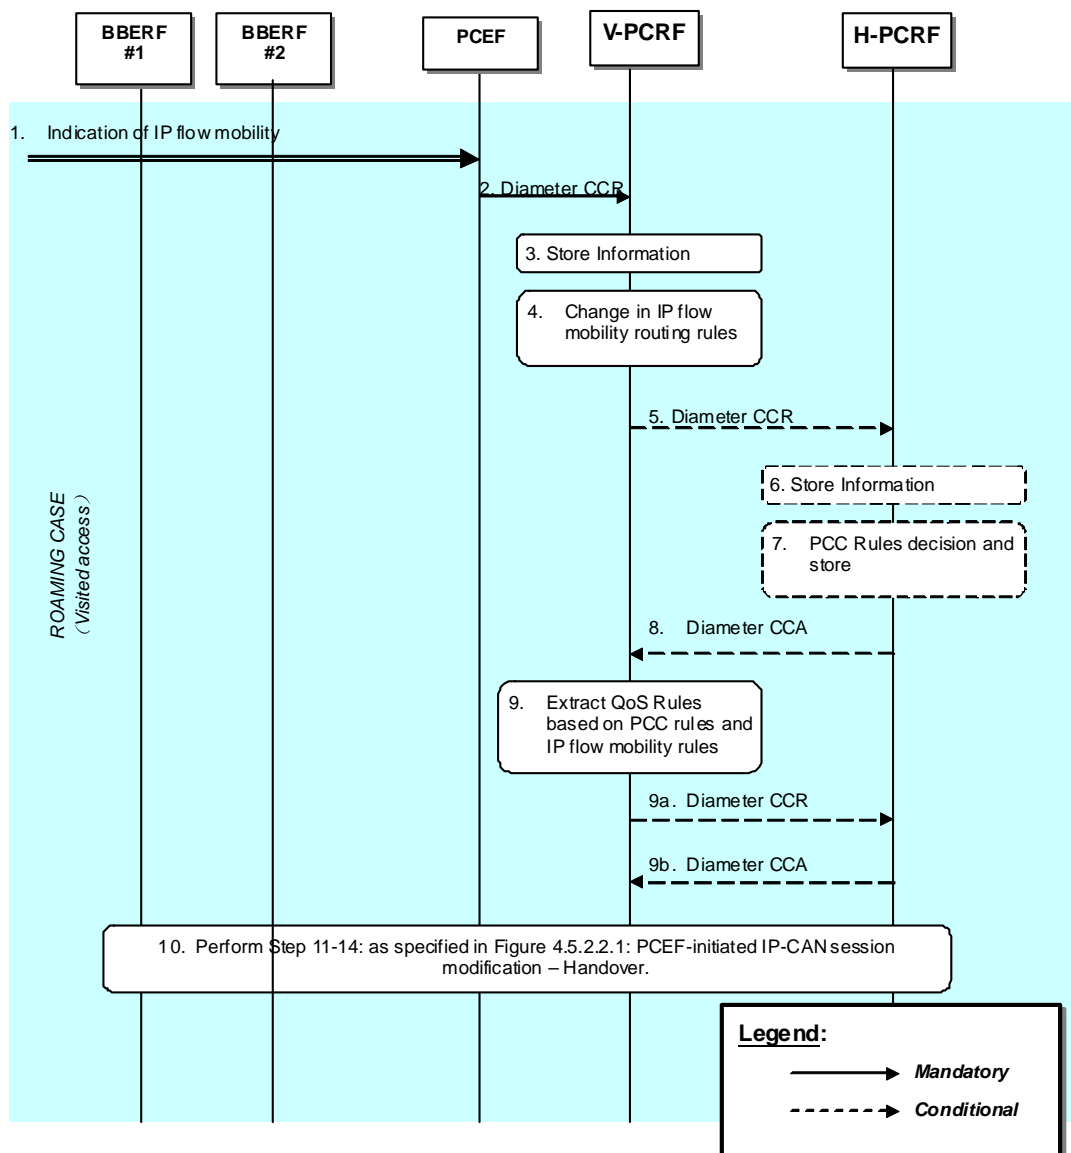 BBERF
#1
BBERF
#2
PCEF
V-PCRF
H-PCRF
1. Indication of IP flow mobility
2. Diameter CCR
3. Store Information
4. Change in IP flow
mobility routing rules
5. Diameter CCR
6. Store Information
7. PCC Rules decision and
store
ROAMING CASE
(Visited access)
8. Diameter CCA
9. Extract QoS Rules
based on PCC rules and
IP flow mobility rules
9a. Diameter CCR
9b. Diameter CCA
10. Perform Step 11-14: as specified in Figure 4.5.2.2.1: PCEF-initiated IP-CAN session
modification – Handover.
Legend:
Mandatory
Conditional